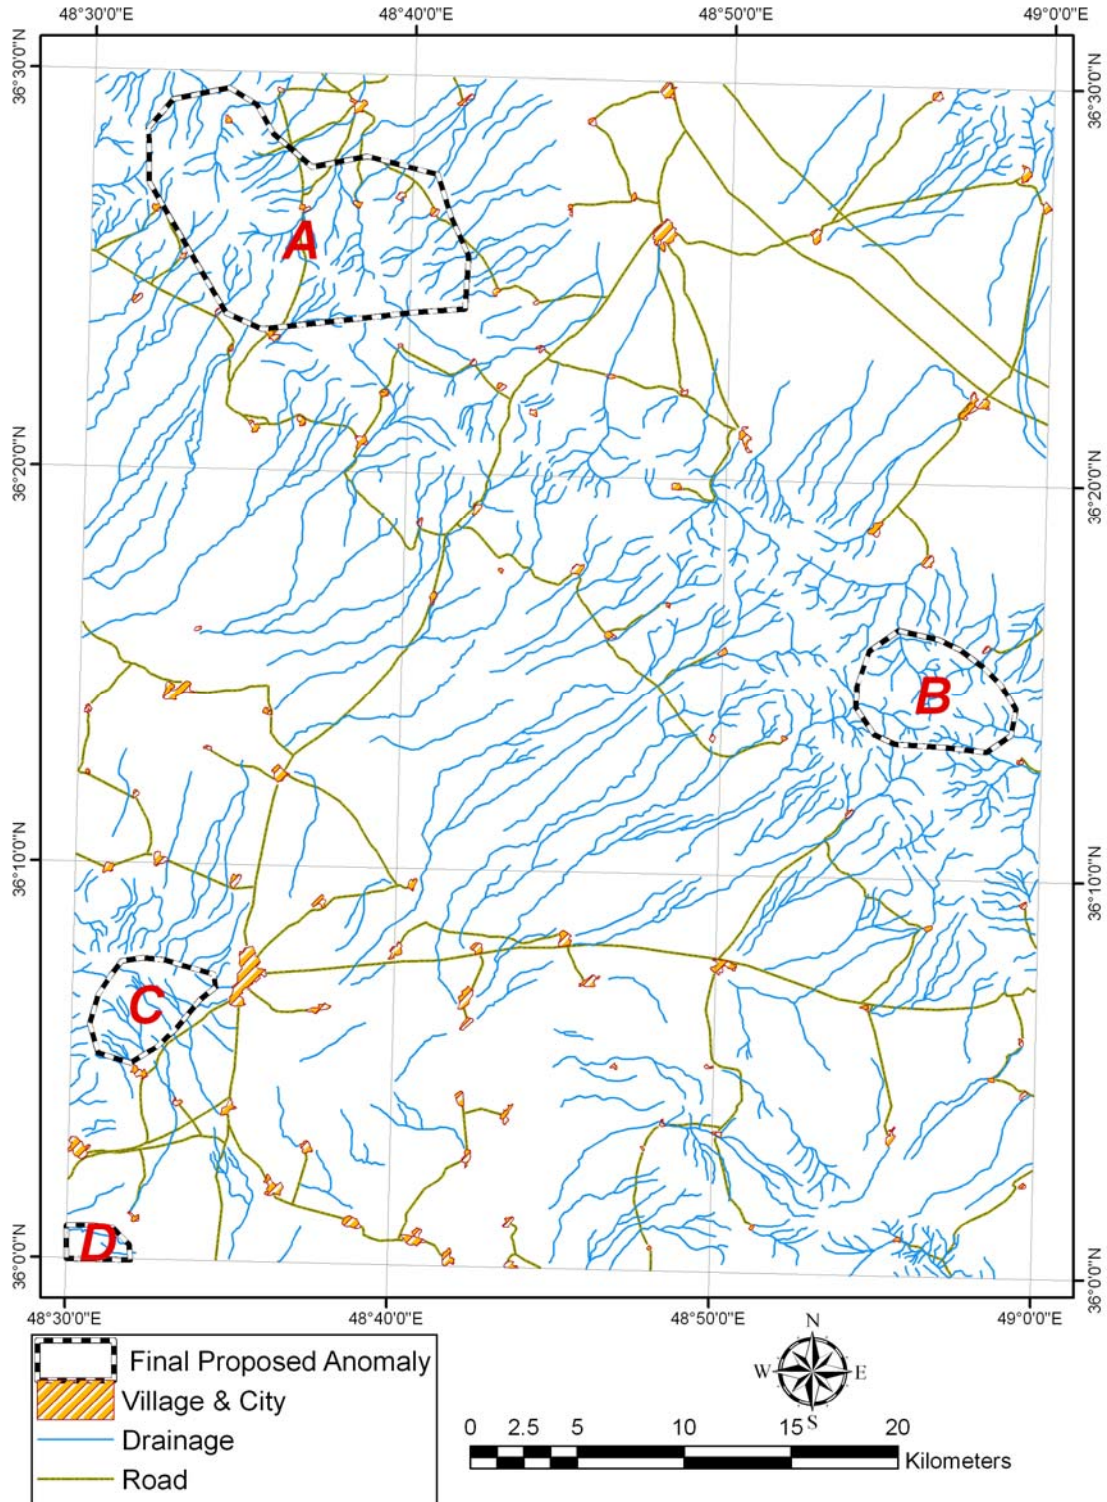 48°30'0"E 48°40'0"E 48°50'0"E 49°0'0"E
36°30'0"N 36°30'0"N
A
36°20'0"N 36°20'0"N
B
36°10'0"N 36°10'0"N
C
D
36°0'0"N 36°0'0"N
48°30'0"E 48°40'0"E 48°50'0"E 49°0'0"E
Final Proposed Anomaly
Village & City
Drainage
Road
N
W E
S
0 2.5 5 10 15 20
Kilometers